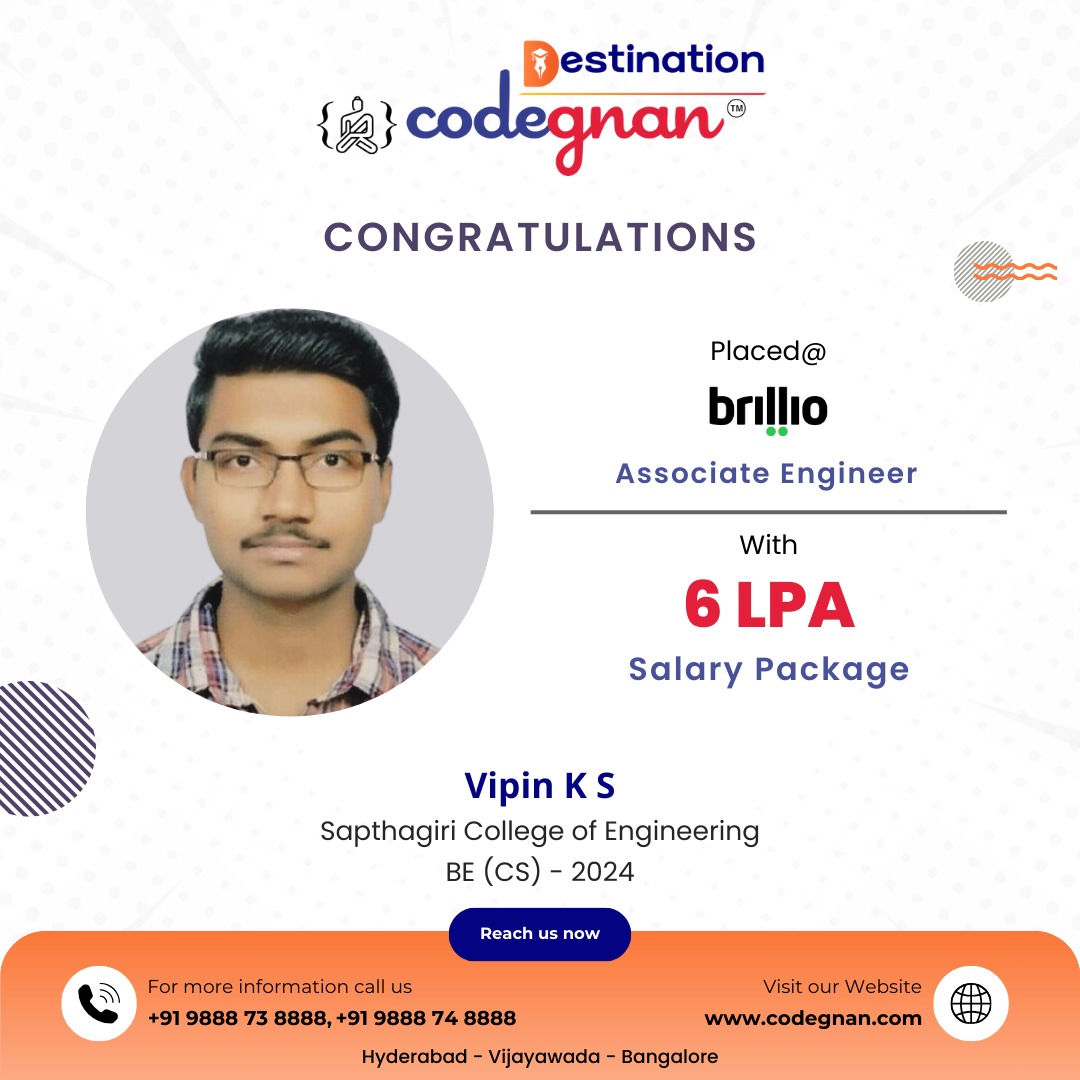 Destination
codegnan™
CONGRATULATIONS
Placed@
brillio
Associate Engineer
With
6 LPA
Salary Package
Vipin K S
Sapthagiri College of Engineering
BE (CS) - 2024
Reach us now
For more information call us
+91 9888 73 8888, +91 9888 74 8888
Visit our Website
www.codegnan.com
Hyderabad - Vijayawada - Bangalore